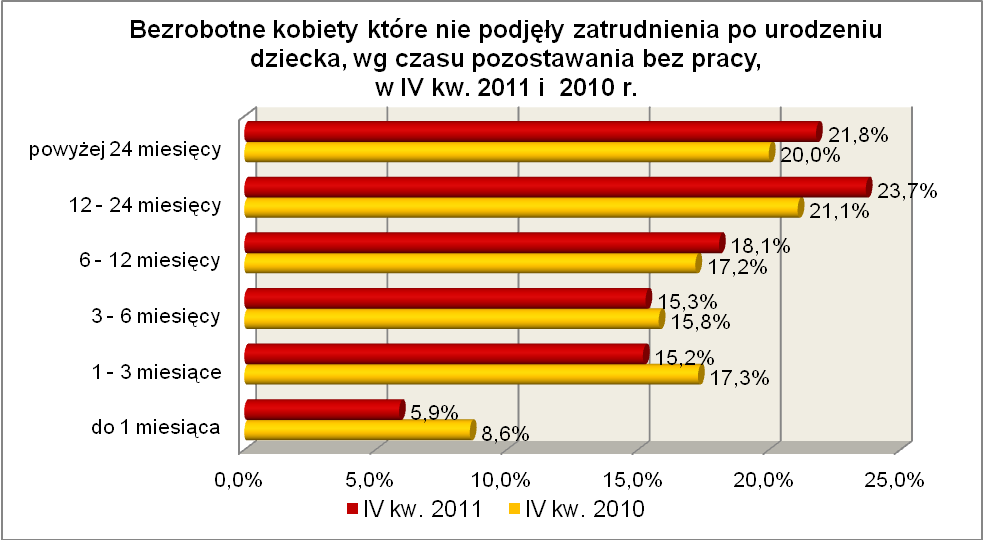 Bezrobotne kobiety które nie podjęły zatrudnienia po urodzeniu
dziecka, wg czasu pozostawania bez pracy,
w IV kw. 2011 i  2010 r.
powyżej 24 miesięcy
21,8%
20,0%
12 - 24 miesięcy
23,7%
21,1%
6 - 12 miesięcy
18,1%
17,2%
3 - 6 miesięcy
15,3%
15,8%
1 - 3 miesiące
15,2%
17,3%
do 1 miesiąca
5,9%
8,6%
0,0% 5,0% 10,0% 15,0% 20,0% 25,0%
IV kw. 2011 IV kw. 2010